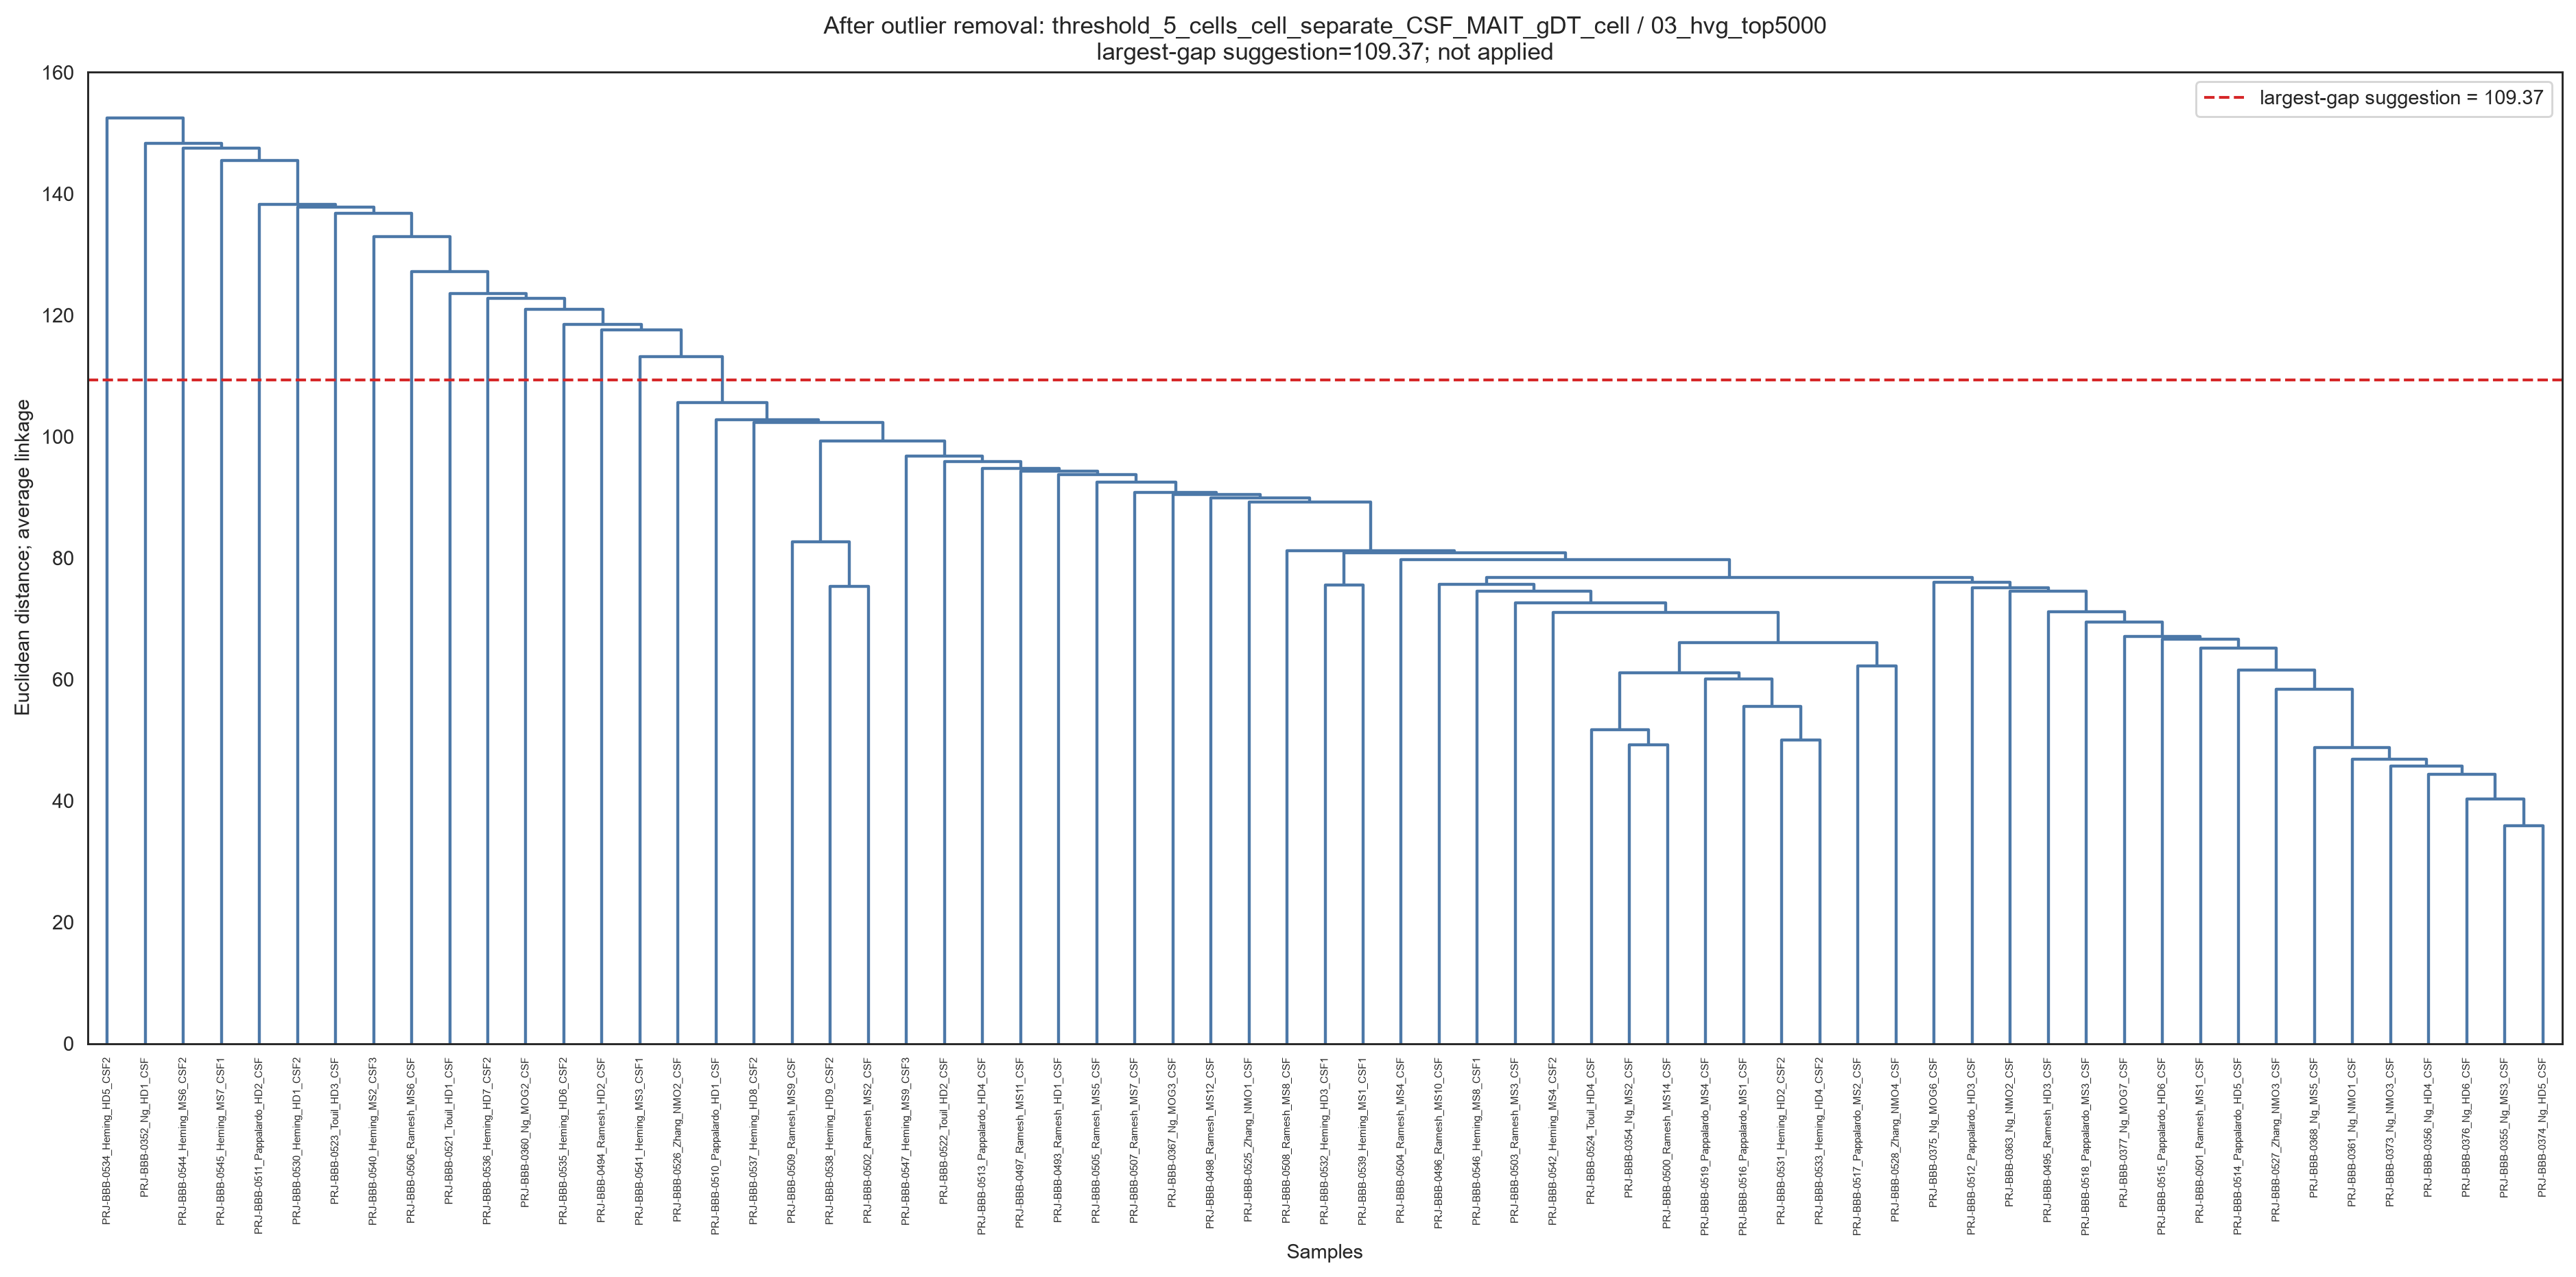 After outlier removal: threshold_5_cells_cell_separate_CSF_MAIT_gDT_cell / 03_hvg_top5000
largest-gap suggestion=109.37; not applied
largest-gap suggestion = 109.37
Euclidean distance; average linkage
160
140
120
100
80
60
40
20
0
PRJ-BBB-0534_Heming_HD5_CSF2
PRJ-BBB-0352_Ng_HD1_CSF
PRJ-BBB-0544_Heming_MS6_CSF2
PRJ-BBB-0545_Heming_MS7_CSF1
PRJ-BBB-0511_Pappalardo_HD2_CSF
PRJ-BBB-0530_Heming_HD1_CSF2
PRJ-BBB-0523_Touil_HD3_CSF
PRJ-BBB-0540_Heming_MS2_CSF3
PRJ-BBB-0506_Ramesh_MS6_CSF
PRJ-BBB-0521_Touil_HD1_CSF
PRJ-BBB-0536_Heming_HD7_CSF2
PRJ-BBB-0360_Ng_MOG2_CSF
PRJ-BBB-0535_Heming_HD6_CSF2
PRJ-BBB-0494_Ramesh_HD2_CSF
PRJ-BBB-0541_Heming_MS3_CSF1
PRJ-BBB-0526_Zhang_NMO2_CSF
PRJ-BBB-0510_Pappalardo_HD1_CSF
PRJ-BBB-0537_Heming_HD8_CSF2
PRJ-BBB-0509_Ramesh_MS9_CSF
PRJ-BBB-0538_Heming_HD9_CSF2
PRJ-BBB-0502_Ramesh_MS2_CSF
PRJ-BBB-0547_Heming_MS9_CSF3
PRJ-BBB-0522_Touil_HD2_CSF
PRJ-BBB-0513_Pappalardo_HD4_CSF
PRJ-BBB-0497_Ramesh_MS11_CSF
PRJ-BBB-0493_Ramesh_HD1_CSF
PRJ-BBB-0505_Ramesh_MS5_CSF
PRJ-BBB-0507_Ramesh_MS7_CSF
PRJ-BBB-0367_Ng_MOG3_CSF
PRJ-BBB-0498_Ramesh_MS12_CSF
PRJ-BBB-0525_Zhang_NMO1_CSF
PRJ-BBB-0508_Ramesh_MS8_CSF
PRJ-BBB-0532_Heming_HD3_CSF1
PRJ-BBB-0539_Heming_MS1_CSF1
PRJ-BBB-0504_Ramesh_MS4_CSF
PRJ-BBB-0496_Ramesh_MS10_CSF
PRJ-BBB-0546_Heming_MS8_CSF1
PRJ-BBB-0503_Ramesh_MS3_CSF
PRJ-BBB-0542_Heming_MS4_CSF2
PRJ-BBB-0524_Touil_HD4_CSF
PRJ-BBB-0354_Ng_MS2_CSF
PRJ-BBB-0500_Ramesh_MS14_CSF
PRJ-BBB-0519_Pappalardo_MS4_CSF
PRJ-BBB-0516_Pappalardo_MS1_CSF
PRJ-BBB-0531_Heming_HD2_CSF2
PRJ-BBB-0533_Heming_HD4_CSF2
PRJ-BBB-0517_Pappalardo_MS2_CSF
PRJ-BBB-0528_Zhang_NMO4_CSF
PRJ-BBB-0375_Ng_MOG6_CSF
PRJ-BBB-0512_Pappalardo_HD3_CSF
PRJ-BBB-0363_Ng_NMO2_CSF
PRJ-BBB-0495_Ramesh_HD3_CSF
PRJ-BBB-0518_Pappalardo_MS3_CSF
PRJ-BBB-0377_Ng_MOG7_CSF
PRJ-BBB-0515_Pappalardo_HD6_CSF
PRJ-BBB-0501_Ramesh_MS1_CSF
PRJ-BBB-0514_Pappalardo_HD5_CSF
PRJ-BBB-0527_Zhang_NMO3_CSF
PRJ-BBB-0368_Ng_MS5_CSF
PRJ-BBB-0361_Ng_NMO1_CSF
PRJ-BBB-0373_Ng_NMO3_CSF
PRJ-BBB-0356_Ng_HD4_CSF
PRJ-BBB-0376_Ng_HD6_CSF
PRJ-BBB-0355_Ng_MS3_CSF
PRJ-BBB-0374_Ng_HD5_CSF
Samples